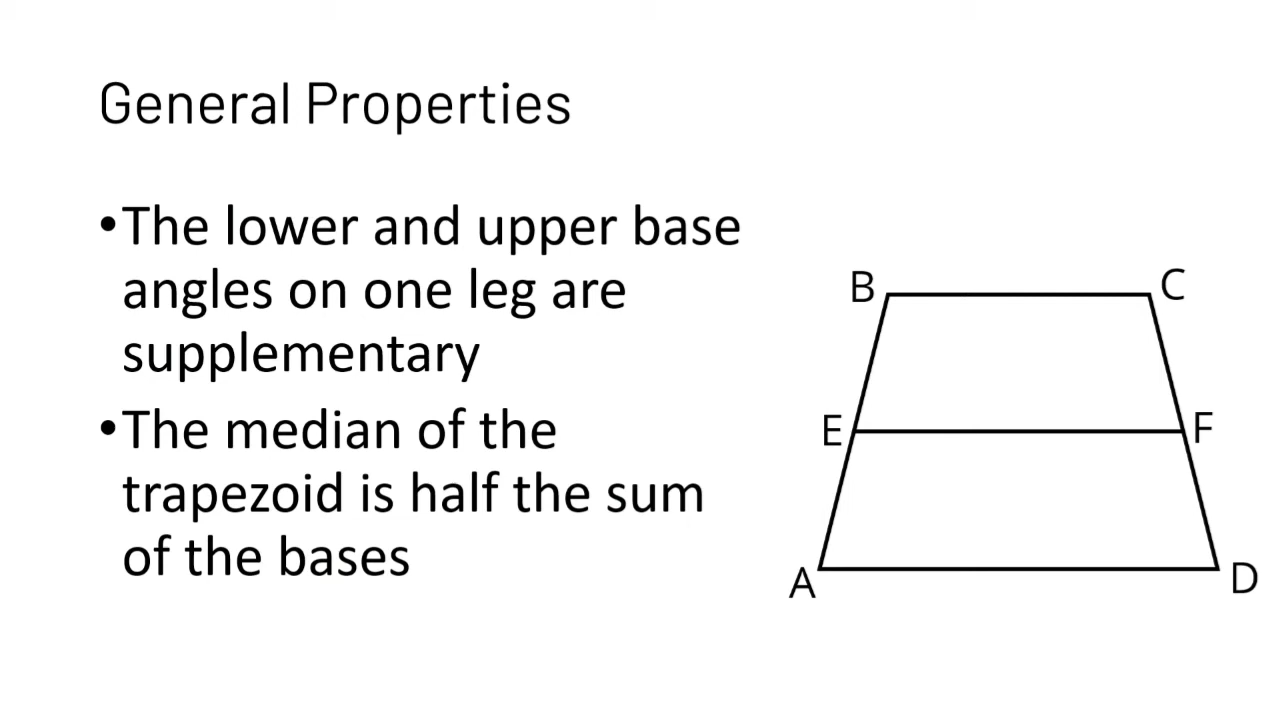 General Properties
•The lower and upper base
angles on one leg are
supplementary
•The median of the
trapezoid is half the sum
of the bases
B
C
E
F
A
D